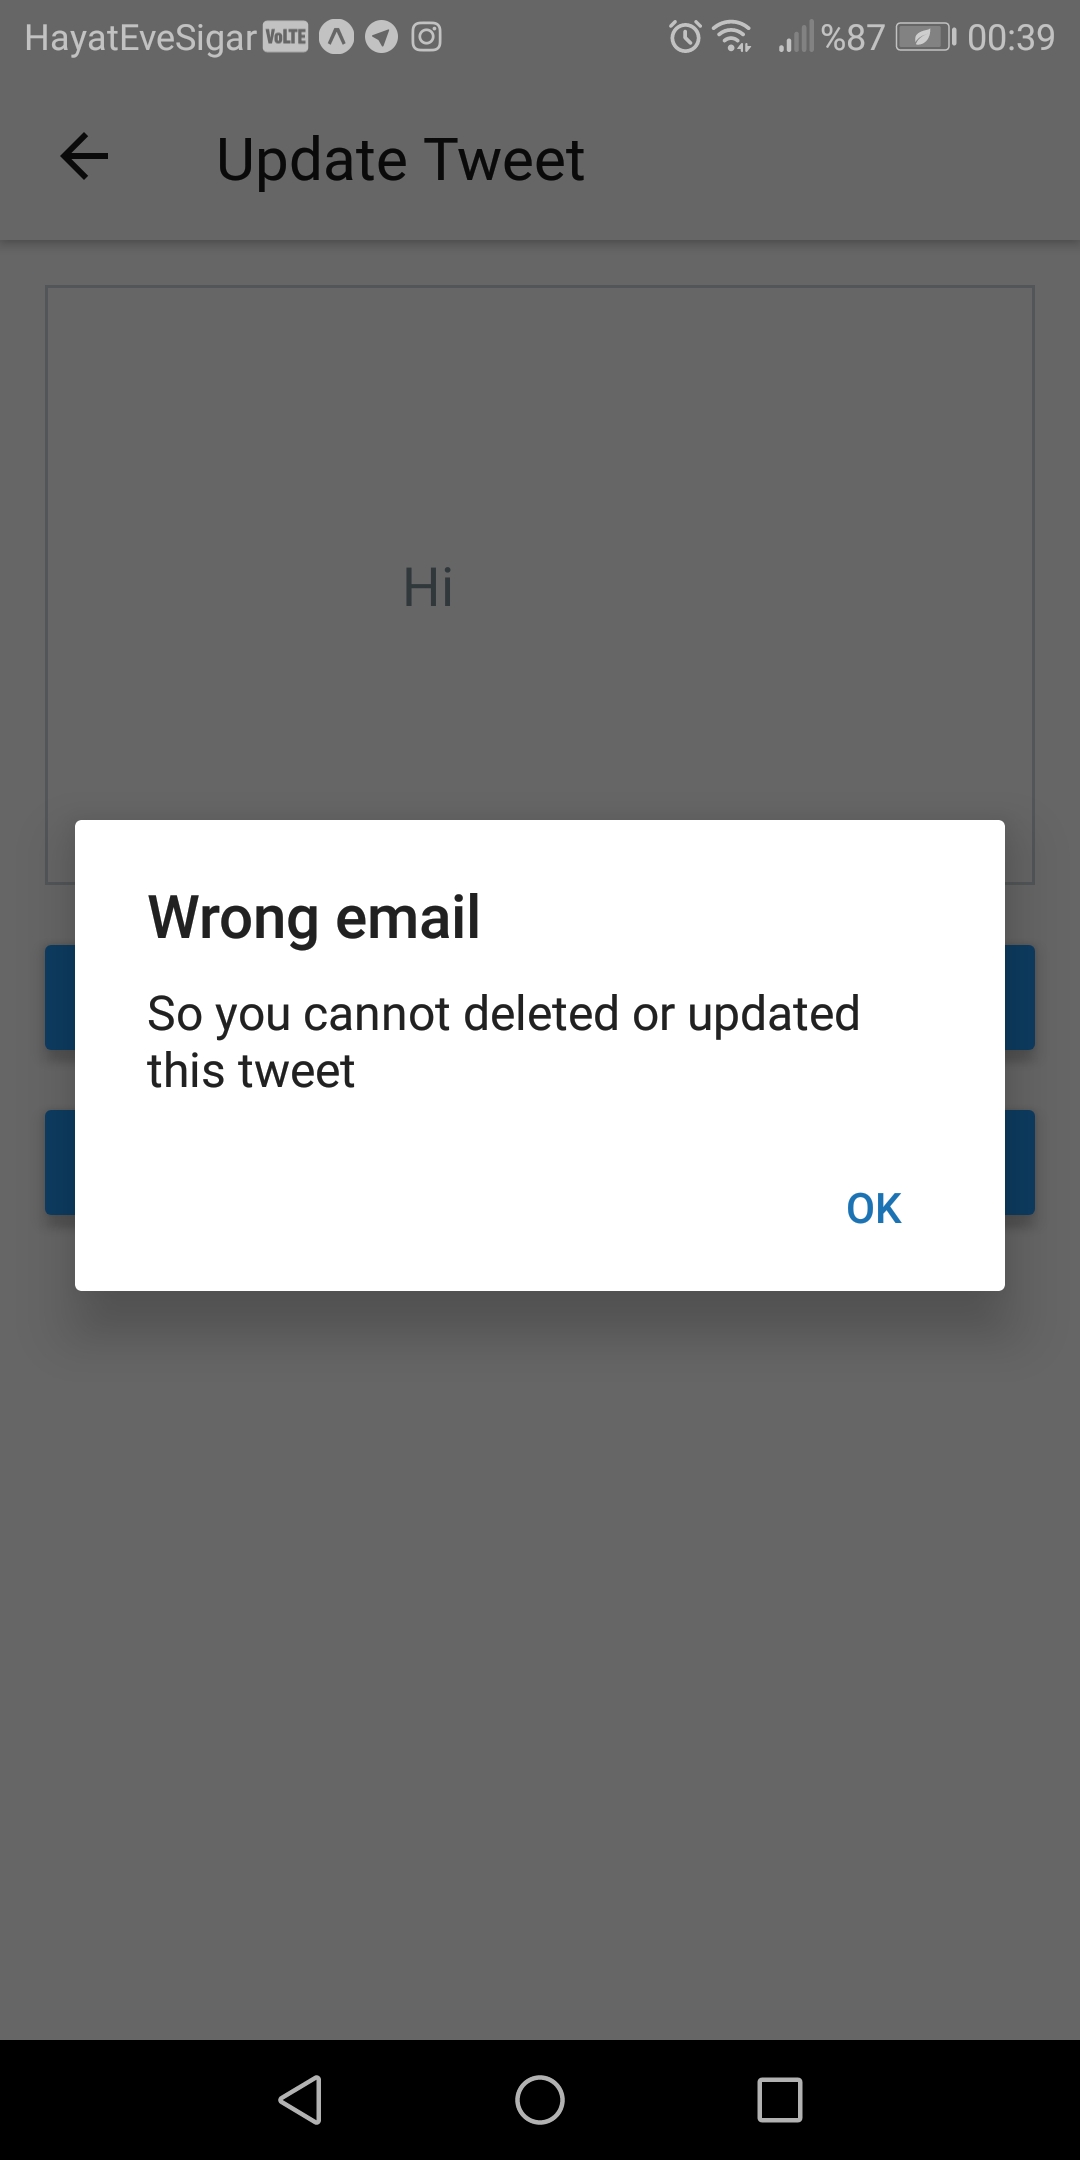 HayatEveSigar VoLTE %87 00:39
Update Tweet
Hi
Wrong email
So you cannot deleted or updated
this tweet
OK